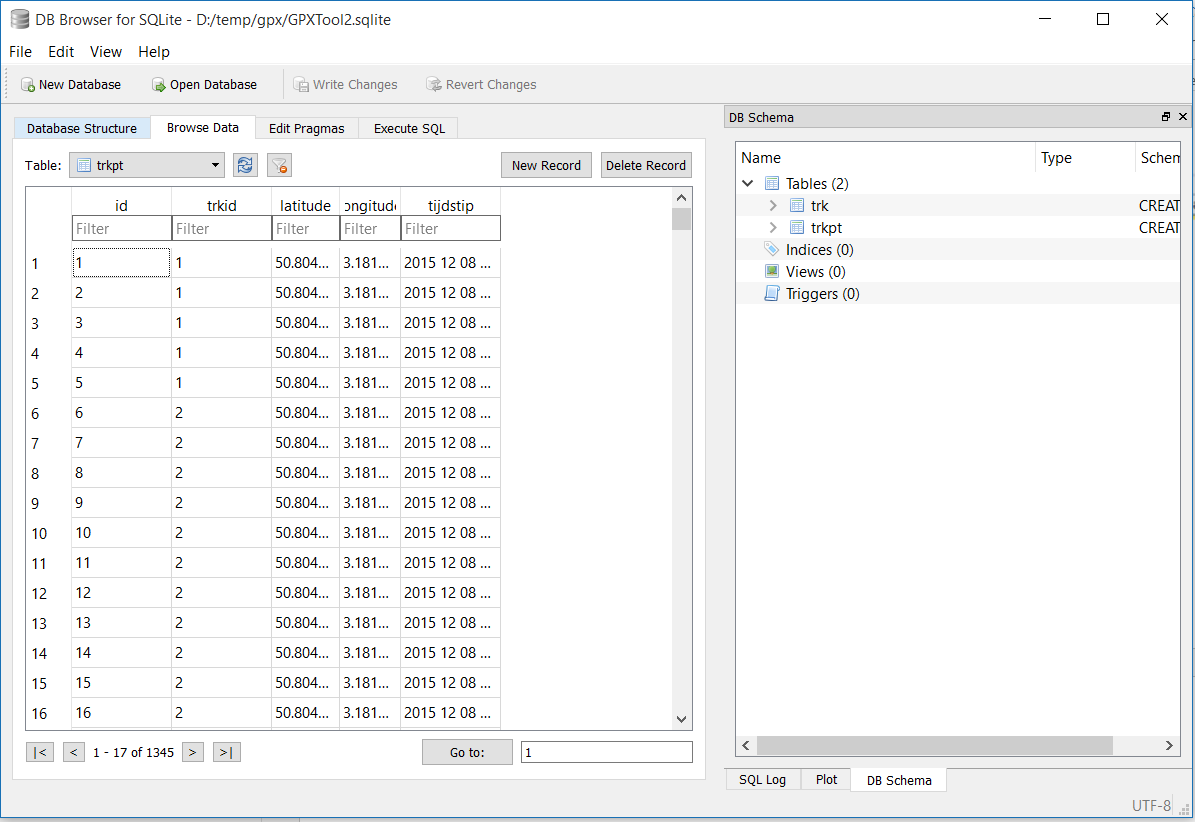 DB Browser for SQLite - D:/temp/gpx/GPXTool2.sqlite
File Edit View Help
New Database Open Database Write Changes Revert Changes
Database Structure Browse Data Edit Pragmas Execute SQL
Table: trkpt New Record Delete Record
id trkid latitude ongitude tijdstip
Filter Filter Filter Filter Filter
1 1 1 50.804... 3.181... 2015 12 08 ...
2 2 1 50.804... 3.181... 2015 12 08 ...
3 3 1 50.804... 3.181... 2015 12 08 ...
4 4 1 50.804... 3.181... 2015 12 08 ...
5 5 1 50.804... 3.181... 2015 12 08 ...
6 6 2 50.804... 3.181... 2015 12 08 ...
7 7 2 50.804... 3.181... 2015 12 08 ...
8 8 2 50.804... 3.181... 2015 12 08 ...
9 9 2 50.804... 3.181... 2015 12 08 ...
10 10 2 50.804... 3.181... 2015 12 08 ...
11 11 2 50.804... 3.181... 2015 12 08 ...
12 12 2 50.804... 3.181... 2015 12 08 ...
13 13 2 50.804... 3.181... 2015 12 08 ...
14 14 2 50.804... 3.181... 2015 12 08 ...
15 15 2 50.804... 3.181... 2015 12 08 ...
16 16 2 50.804... 3.181... 2015 12 08 ...
|< < 1 - 17 of 1345 > >| Go to: 1
DB Schema
Name Type Schem
Tables (2)
trk CREAT
trkpt CREAT
Indices (0)
Views (0)
Triggers (0)
SQL Log Plot DB Schema
UTF-8